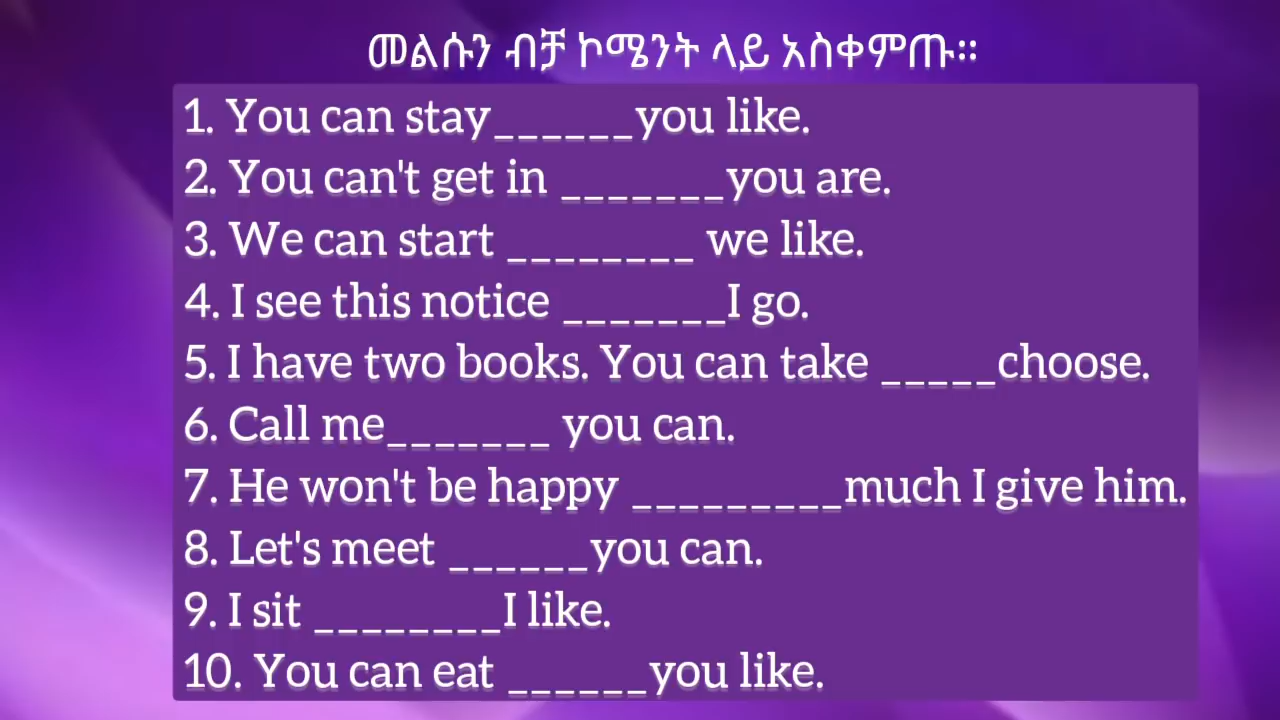 መልሱን ብቻ ኮሜንት ላይ አስቀምጡ።
1. You can stay______you like.
2. You can't get in _______you are.
3. We can start ________ we like.
4. I see this notice _______I go.
5. I have two books. You can take _____choose.
6. Call me_______ you can.
7. He won't be happy _________much I give him.
8. Let's meet ______you can.
9. I sit ________I like.
10. You can eat ______you like.